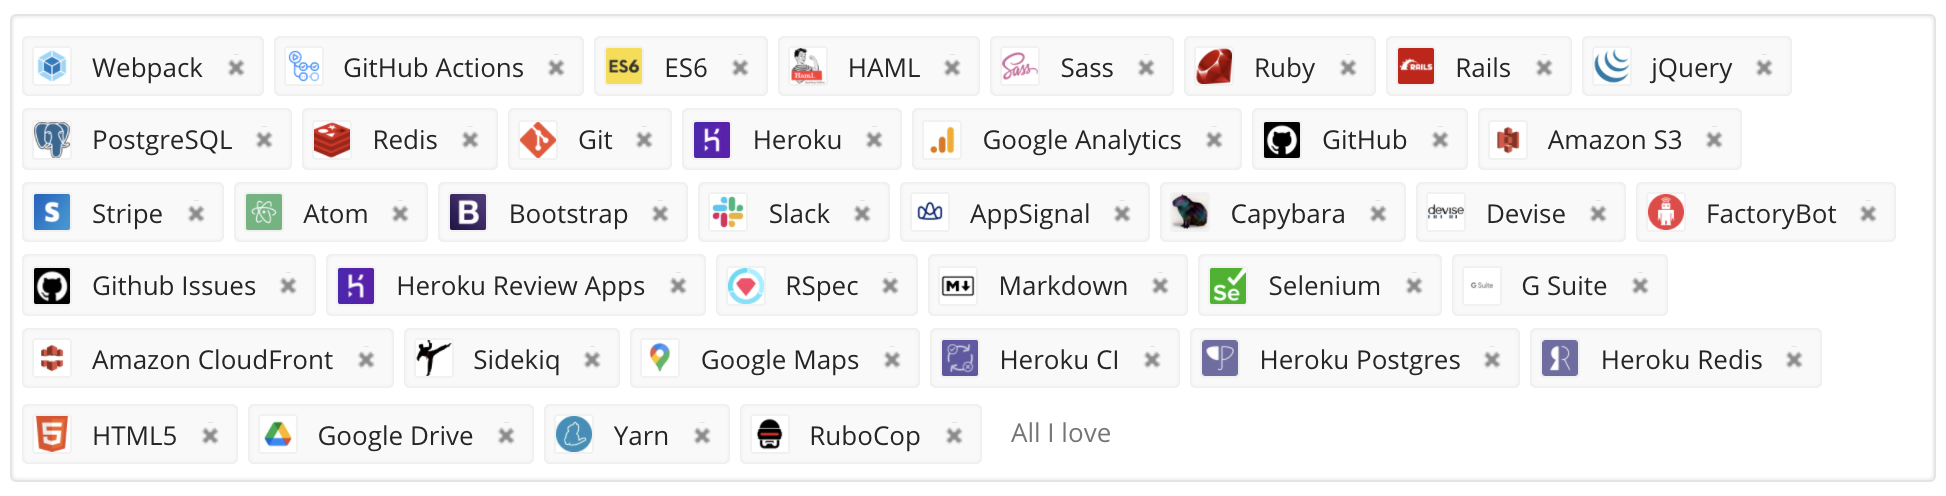 Webpack GitHub Actions ES6 ES6 HAML Haml. Sass Sass Ruby RAILS Rails jQuery
PostgreSQL Redis Git Heroku Google Analytics GitHub Amazon S3
S Stripe Atom B Bootstrap Slack AppSignal Capybara devise Devise FactoryBot
Github Issues Heroku Review Apps RSpec M Markdown Se Selenium G Suite G Suite
Amazon CloudFront Sidekiq Google Maps Heroku CI P Heroku Postgres R Heroku Redis
5 HTML5 Google Drive Yarn RuboCop All I love